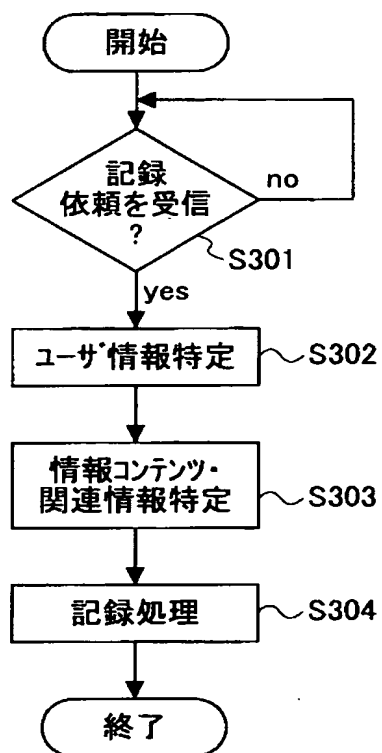 開始
記録
依頼を受信
?
no
S301
yes
ユーザ情報特定
S302
情報コンテンツ・
関連情報特定
S303
記録処理
S304
終了